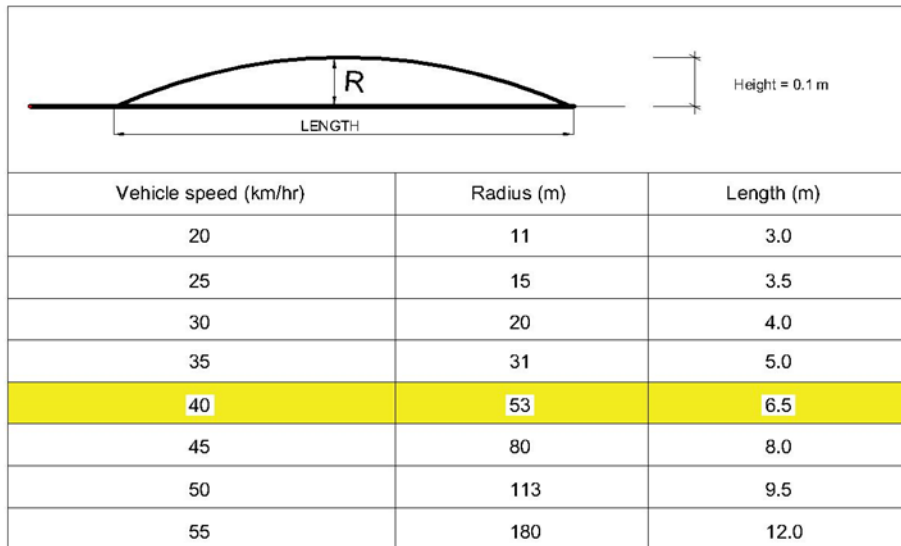 R
Height = 0.1 m
LENGTH
Vehicle speed (km/hr) Radius (m) Length (m)
20 11 3.0
25 15 3.5
30 20 4.0
35 31 5.0
40 53 6.5
45 80 8.0
50 113 9.5
55 180 12.0